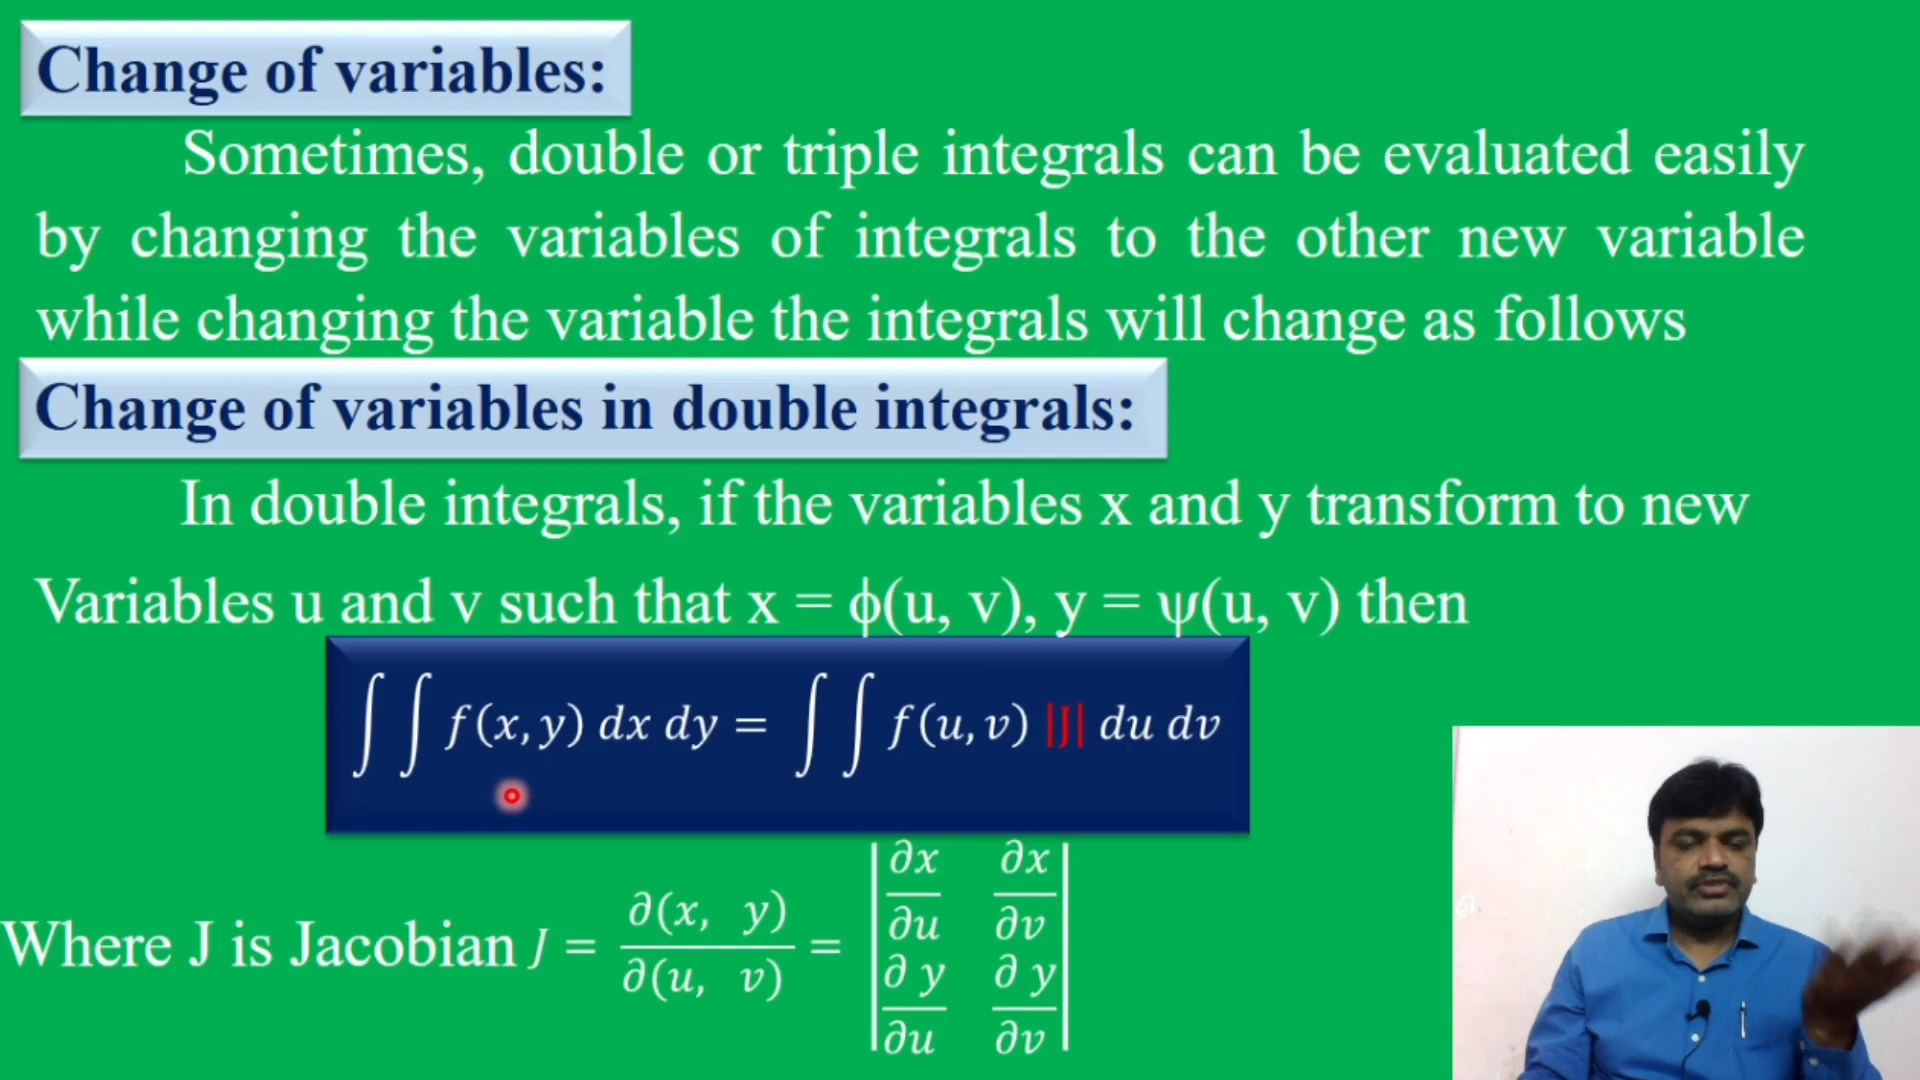 Change of variables:
Sometimes, double or triple integrals can be evaluated easily
by changing the variables of integrals to the other new variable
while changing the variable the integrals will change as follows
Change of variables in double integrals:
In double integrals, if the variables x and y transform to new
Variables u and v such that x = ϕ(u, v), y = ψ(u, v) then
∫ ∫ f(x, y) dx dy = ∫ ∫ f(u, v) |J| du dv
Where J is Jacobian J = ∂(x, y)/∂(u, v) = | ∂x/∂u ∂x/∂v |
| ∂y/∂u ∂y/∂v |